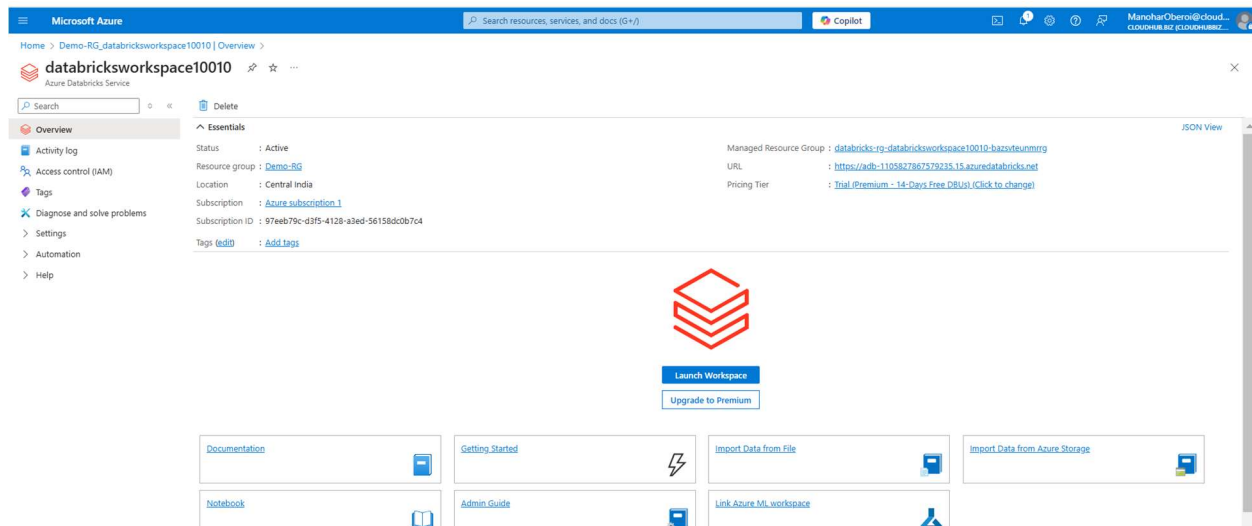 Microsoft Azure
Search resources, services, and docs (G+/)
Copilot
1
ManoharOberoi@cloud...
CLOUDHUB.BIZ (CLOUDHUBBIZ....
Home > Demo-RG_databricksworkspace10010 | Overview >
databricksworkspace10010
Azure Databricks Service
Search
Delete
Overview
Activity log
Access control (IAM)
Tags
Diagnose and solve problems
Settings
Automation
Help
Essentials
JSON View
Status : Active
Resource group : Demo-RG
Location : Central India
Subscription : Azure subscription 1
Subscription ID : 97eeb79c-d3f5-4128-a3ed-56158dc0b7c4
Tags (edit) : Add tags
Managed Resource Group : databricks-rg-databricksworkspace10010-bazsvteunmrrg
URL : https://adb-1105827867579235.15.azuredatabricks.net
Pricing Tier : Trial (Premium - 14-Days Free DBUs) (Click to change)
Launch Workspace
Upgrade to Premium
Documentation
Getting Started
Import Data from File
Import Data from Azure Storage
Notebook
Admin Guide
Link Azure ML workspace